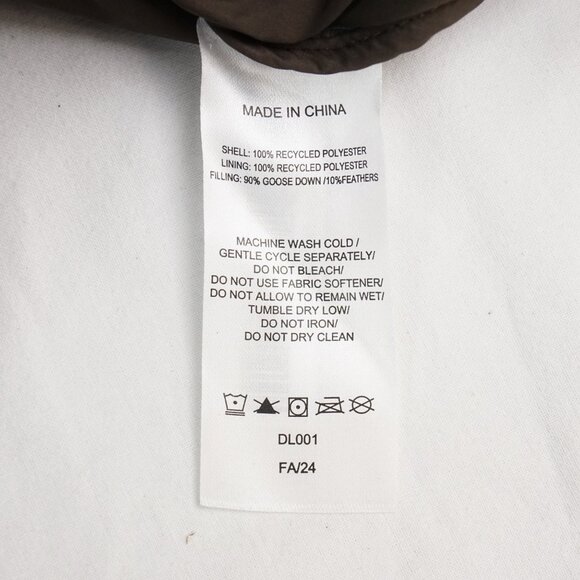 MADE IN CHINA
SHELL: 100% RECYCLED POLYESTER
LINING: 100% RECYCLED POLYESTER
FILLING: 90% GOOSE DOWN /10%FEATHERS
MACHINE WASH COLD /
GENTLE CYCLE SEPARATELY/
DO NOT BLEACH/
DO NOT USE FABRIC SOFTENER/
DO NOT ALLOW TO REMAIN WET/
TUMBLE DRY LOW/
DO NOT IRON/
DO NOT DRY CLEAN
DL001
FA/24